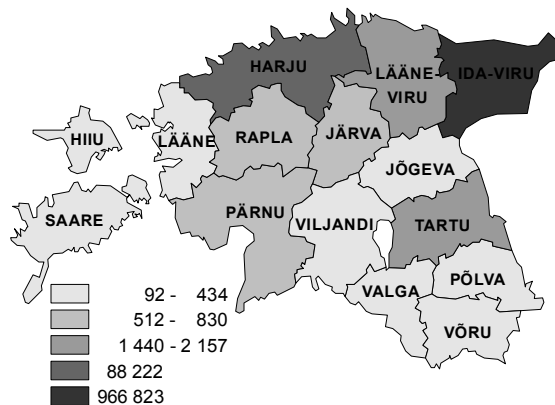 HARJU
LÄÄNE-
VIRU
IDA-VIRU
HIIU
LÄÄNE
RAPLA
JÄRVA
JÕGEVA
SAARE
PÄRNU
VILJANDI
TARTU
VALGA
PÕLVA
VÕRU
92 - 434
512 - 830
1 440 - 2 157
88 222
966 823